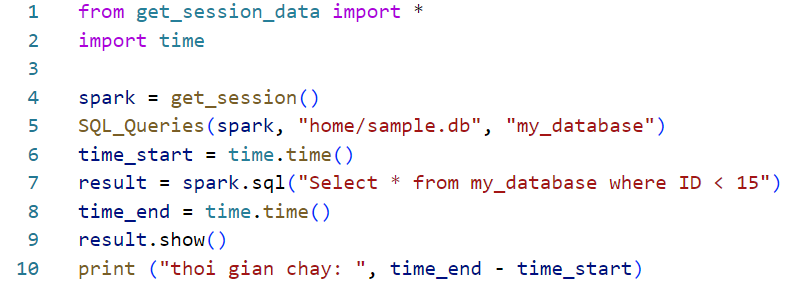 1 from get_session_data import *
2 import time
3
4 spark = get_session()
5 SQL_Queries(spark, "home/sample.db", "my_database")
6 time_start = time.time()
7 result = spark.sql("Select * from my_database where ID < 15")
8 time_end = time.time()
9 result.show()
10 print ("thoi gian chay: ", time_end - time_start)